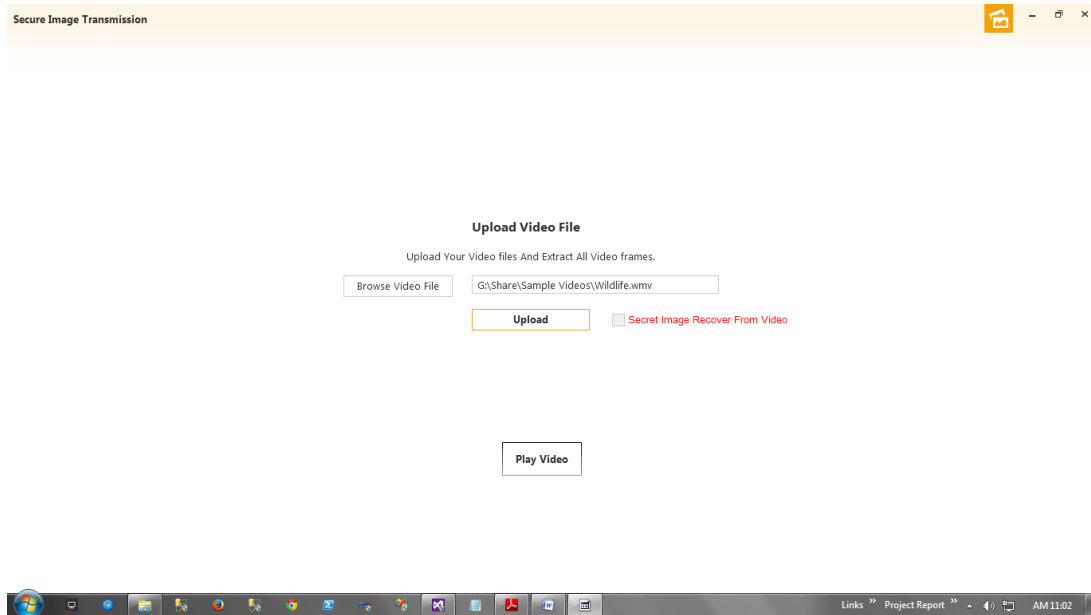 Secure Image Transmission
Upload Video File
Upload Your Video files And Extract All Video frames.
Browse Video File
G:\Share\Sample Videos\Wildlife.wmv
Upload
Secret Image Recover From Video
Play Video
Links » Project Report » AM 11:02